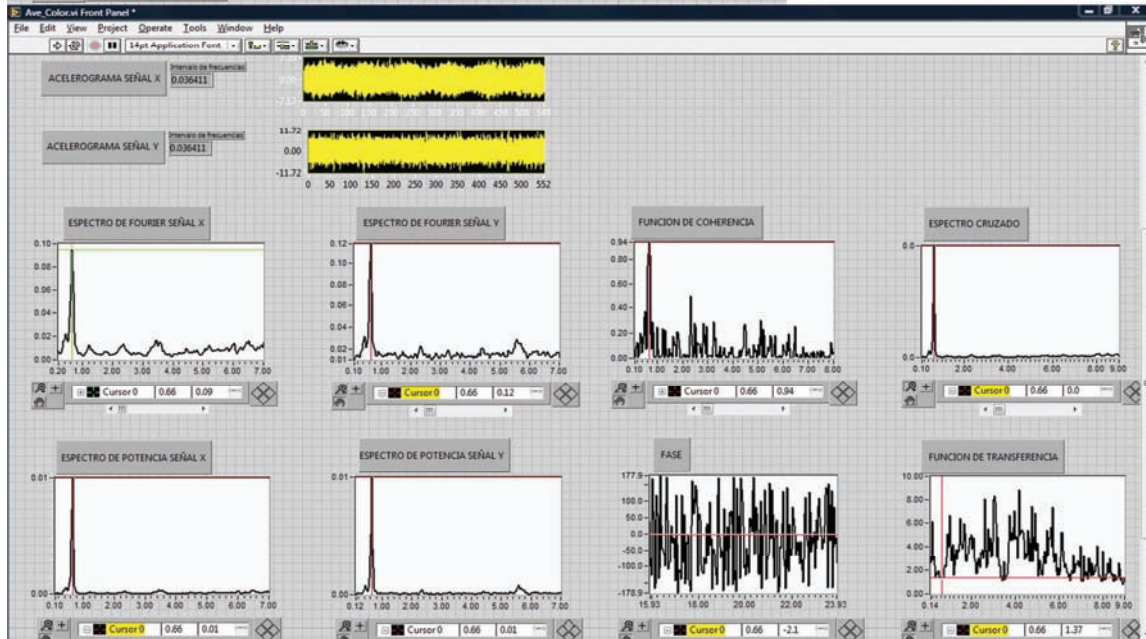 Ave_Color.vi Front Panel *
File Edit View Project Operate Tools Window Help
14pt Application Font
ACELEROGRAMA SEÑAL X
Intervalo de frecuencias
0.036411
0.00
7.17
0 50 100 150 200 250 300 350 400 450 500 549
ACELEROGRAMA SEÑAL Y
Intervalo de frecuencias
0.036411
11.72
0.00
-11.72
0 50 100 150 200 250 300 350 400 450 500 552
ESPECTRO DE FOURIER SEÑAL X
0.10
0.08
0.06
0.04
0.02
0.00
0.20 1.00 2.00 3.00 4.00 5.00 6.00 7.00
Cursor 0 0.66 0.09
ESPECTRO DE FOURIER SEÑAL Y
0.12
0.10
0.08
0.06
0.04
0.02
0.01
0.10 1.00 2.00 3.00 4.00 5.00 6.00 7.00
Cursor 0 0.66 0.12
FUNCION DE COHERENCIA
0.94
0.80
0.60
0.40
0.20
0.00
0.10 1.00 2.00 3.00 4.00 5.00 6.00 7.00 8.00
Cursor 0 0.66 0.94
ESPECTRO CRUZADO
0.0
0.0
0.10 2.00 4.00 6.00 8.00 9.00
Cursor 0 0.66 0.0
ESPECTRO DE POTENCIA SEÑAL X
0.01
0.00
0.10 1.00 2.00 3.00 4.00 5.00 6.00 7.00
Cursor 0 0.66 0.01
ESPECTRO DE POTENCIA SEÑAL Y
0.01
0.00
0.12 1.00 2.00 3.00 4.00 5.00 6.00 7.00
Cursor 0 0.66 0.01
FASE
177.9
100.0
50.0
0.0
-50.0
-100.0
-178.9
15.93 18.00 20.00 22.00 23.93
Cursor 0 0.66 -2.1
FUNCION DE TRANSFERENCIA
10.00
8.00
6.00
4.00
2.00
0.00
0.14 2.00 4.00 6.00 8.00 9.00
Cursor 0 0.66 1.37